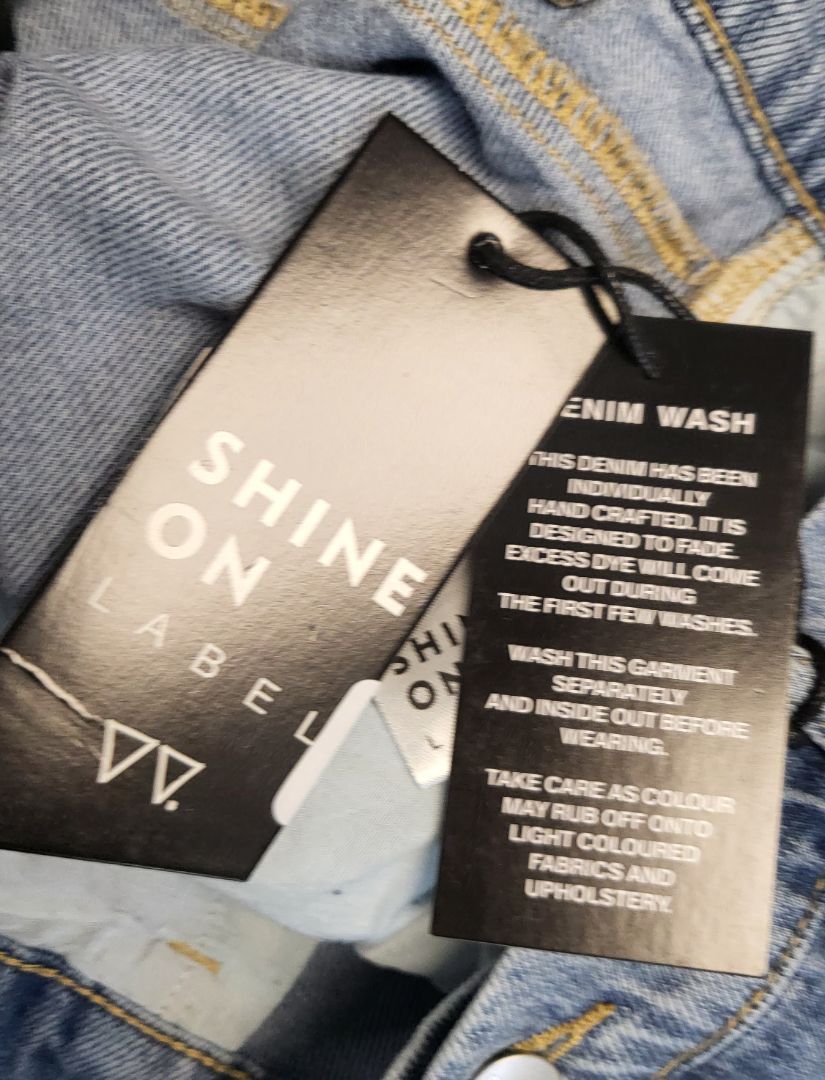 SHINE
ON
LABEL
ENIM WASH
THIS DENIM HAS BEEN
INDIVIDUALLY
HAND CRAFTED. IT IS
DESIGNED TO FADE.
EXCESS DYE WILL COME
OUT DURING
THE FIRST FEW WASHES.
WASH THIS GARMENT
SEPARATELY
AND INSIDE OUT BEFORE
WEARING.
TAKE CARE AS COLOUR
MAY RUB OFF ONTO
LIGHT COLOURED
FABRICS AND
UPHOLSTERY.
SHI
ON
L